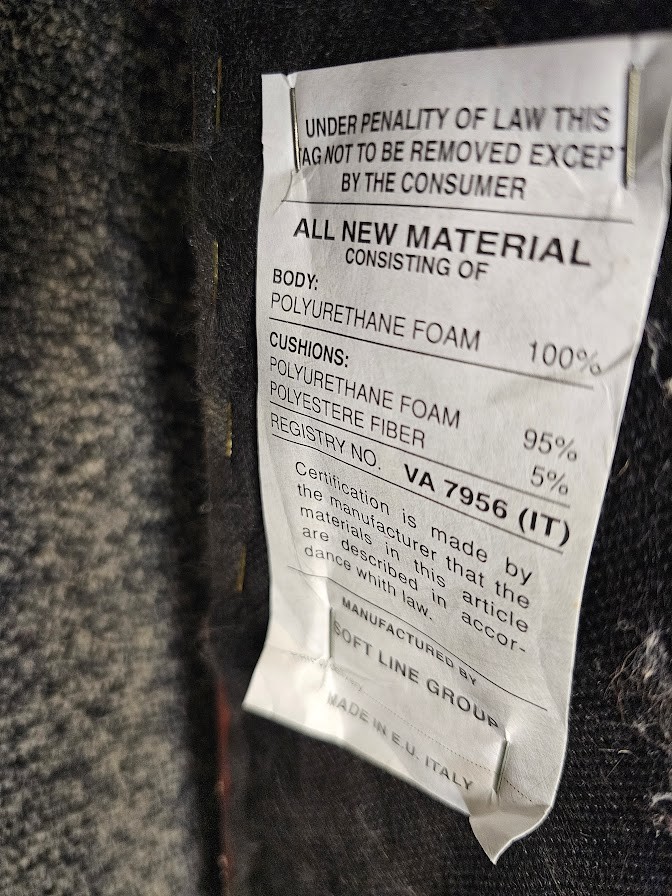 UNDER PENALITY OF LAW THIS
TAG NOT TO BE REMOVED EXCEPT
BY THE CONSUMER
ALL NEW MATERIAL
CONSISTING OF
BODY:
POLYURETHANE FOAM 100%
CUSHIONS:
POLYURETHANE FOAM 95%
POLYESTERE FIBER 5%
REGISTRY NO. VA 7956 (IT)
Certification is made by
the manufacturer that the
materials in this article
are described in accor-
dance whith law.
MANUFACTURED BY
SOFT LINE GROUP
MADE IN E.U. ITALY